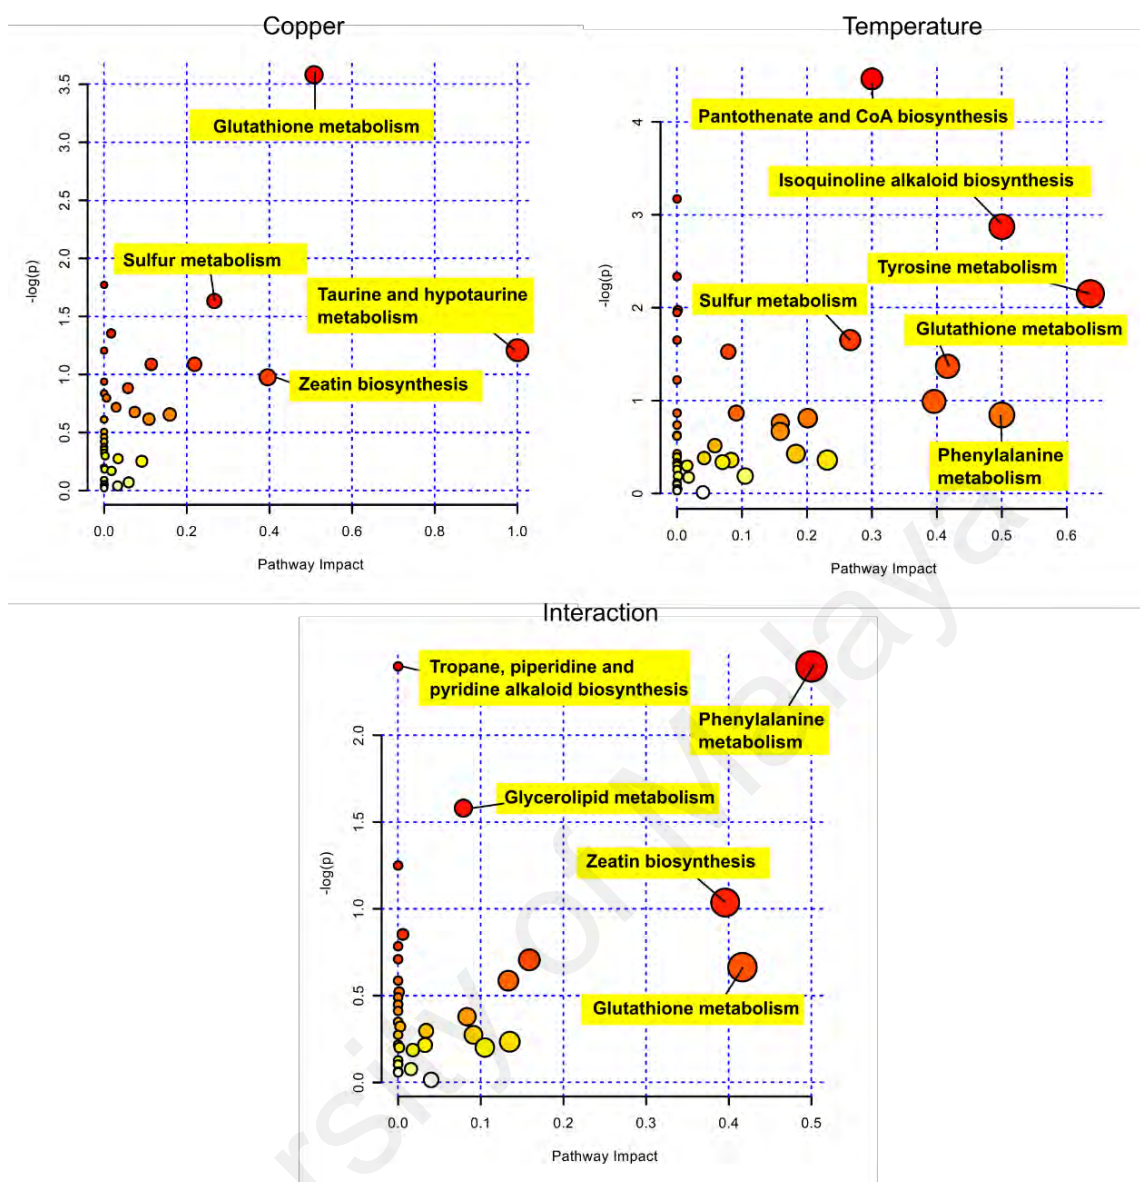 Copper
Glutathione metabolism
Sulfur metabolism
Taurine and hypotaurine
metabolism
Zeatin biosynthesis
-log(p)
3.5
3.0
2.5
2.0
1.5
1.0
0.5
0.0
0.0 0.2 0.4 0.6 0.8 1.0
Pathway Impact
Temperature
Pantothenate and CoA biosynthesis
Isoquinoline alkaloid biosynthesis
Tyrosine metabolism
Sulfur metabolism
Glutathione metabolism
Phenylalanine
metabolism
-log(p)
4
3
2
1
0
0.0 0.1 0.2 0.3 0.4 0.5 0.6
Pathway Impact
Interaction
Tropane, piperidine and
pyridine alkaloid biosynthesis
Phenylalanine
metabolism
Glycerolipid metabolism
Zeatin biosynthesis
Glutathione metabolism
-log(p)
2.0
1.5
1.0
0.5
0.0
0.0 0.1 0.2 0.3 0.4 0.5
Pathway Impact
rsity of Malaya